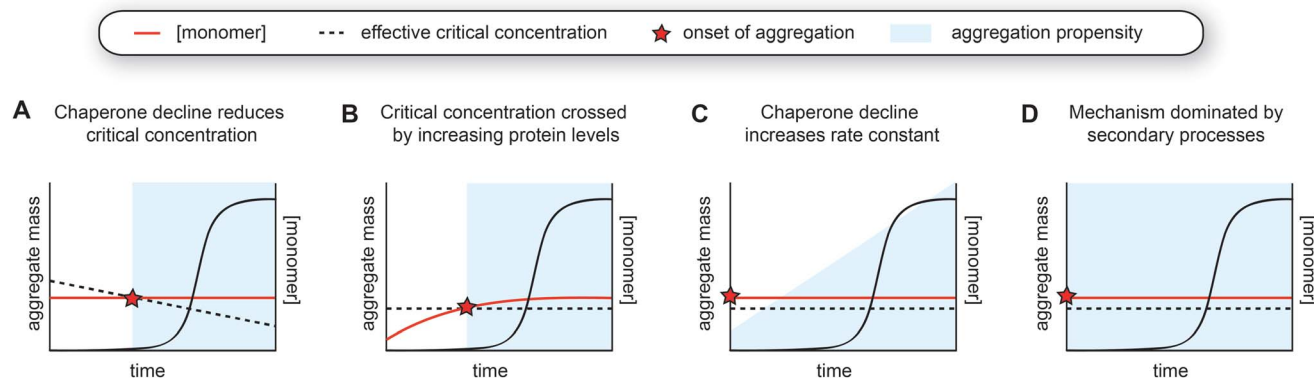 [monomer]
effective critical concentration
onset of aggregation
aggregation propensity
A
Chaperone decline reduces
critical concentration
aggregate mass
[monomer]
time
B
Critical concentration crossed
by increasing protein levels
aggregate mass
[monomer]
time
C
Chaperone decline
increases rate constant
aggregate mass
[monomer]
time
D
Mechanism dominated by
secondary processes
aggregate mass
[monomer]
time